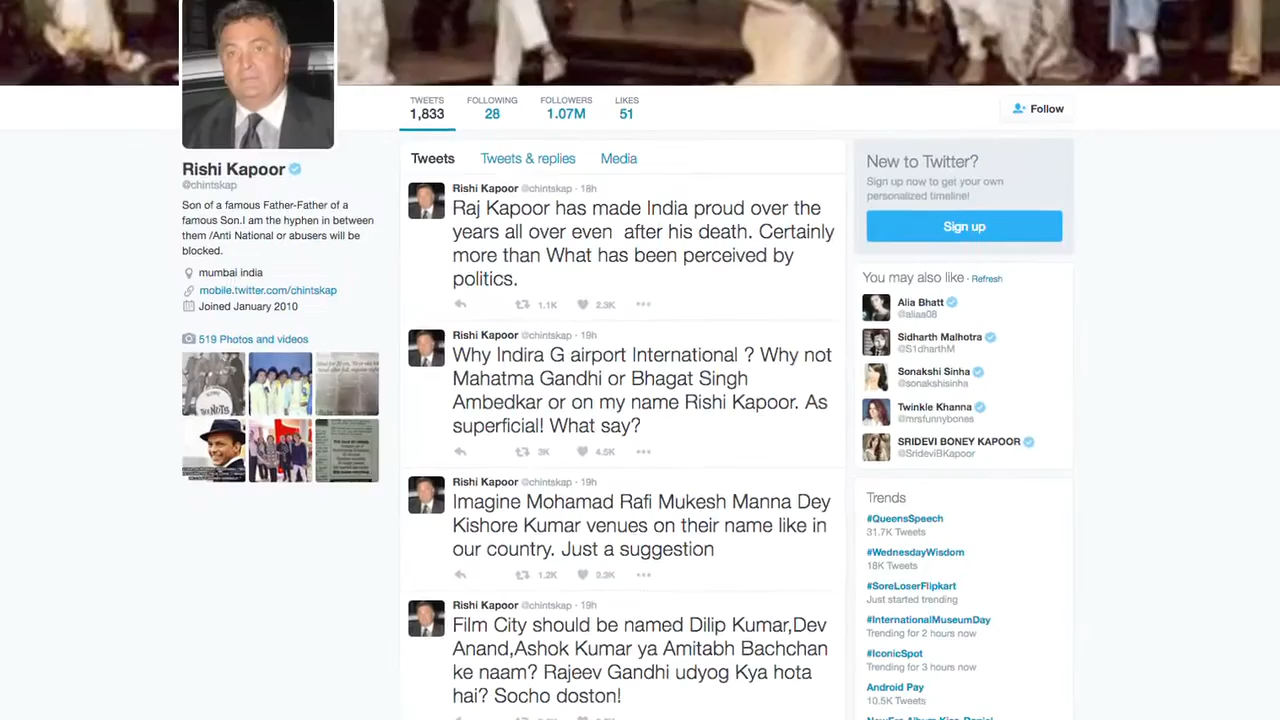 TWEETS FOLLOWING FOLLOWERS LIKES
1,833 28 1.07M 51
Follow
Rishi Kapoor
@chintskap
Son of a famous Father-Father of a
famous Son.I am the hyphen in between
them /Anti National or abusers will be
blocked.
mumbai india
mobile.twitter.com/chintskap
Joined January 2010
519 Photos and videos
Tweets Tweets & replies Media
Rishi Kapoor @chintskap · 18h
Raj Kapoor has made India proud over the
years all over even after his death. Certainly
more than What has been perceived by
politics.
1.1K 2.3K
Rishi Kapoor @chintskap · 19h
Why Indira G airport International ? Why not
Mahatma Gandhi or Bhagat Singh
Ambedkar or on my name Rishi Kapoor. As
superficial! What say?
3K 4.5K
Rishi Kapoor @chintskap · 19h
Imagine Mohamad Rafi Mukesh Manna Dey
Kishore Kumar venues on their name like in
our country. Just a suggestion
1.2K 2.2K
Rishi Kapoor @chintskap · 19h
Film City should be named Dilip Kumar,Dev
Anand,Ashok Kumar ya Amitabh Bachchan
ke naam? Rajeev Gandhi udyog Kya hota
hai? Socho doston!
New to Twitter?
Sign up now to get your own
personalized timeline!
Sign up
You may also like · Refresh
Alia Bhatt
@aliaa08
Sidharth Malhotra
@S1dharthM
Sonakshi Sinha
@sonakshisinha
Twinkle Khanna
@mrsfunnybones
SRIDEVI BONEY KAPOOR
@SrideviBKapoor
Trends
#QueensSpeech
31.7K Tweets
#WednesdayWisdom
18K Tweets
#SoreLoserFlipkart
Just started trending
#InternationalMuseumDay
Trending for 2 hours now
#IconicSpot
Trending for 3 hours now
Android Pay
10.5K Tweets